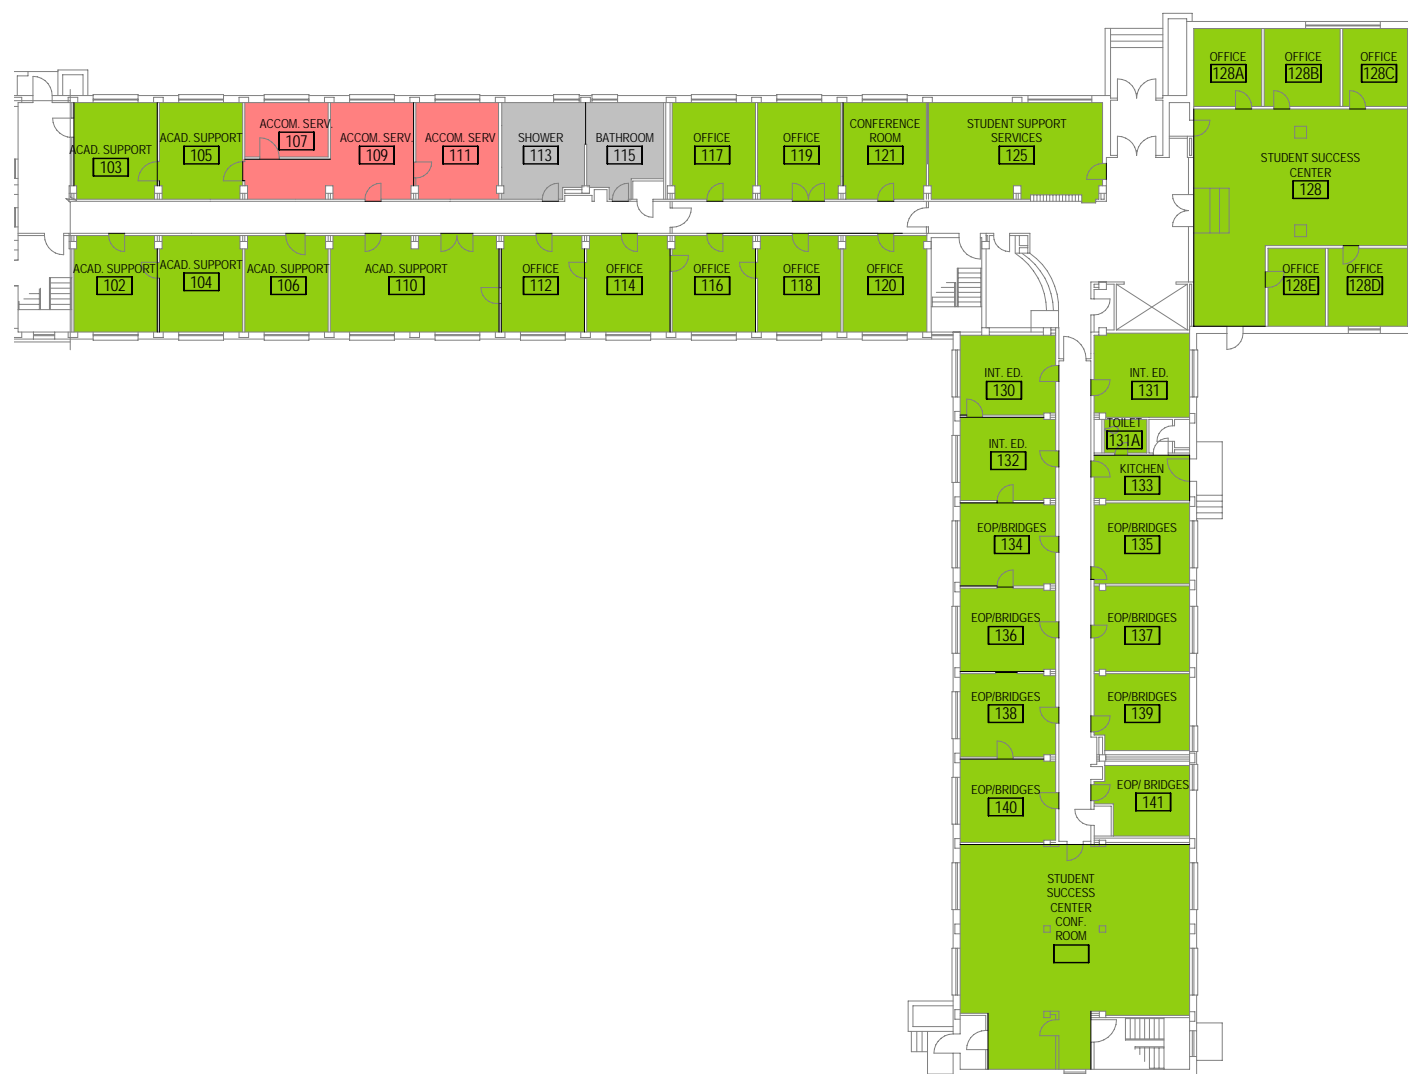 OFFICE
128A
OFFICE
128B
OFFICE
128C
ACAD. SUPPORT
103
ACAD. SUPPORT
105
ACCOM. SERV.
107
ACCOM. SERV.
109
ACCOM. SERV
111
SHOWER
113
BATHROOM
115
OFFICE
117
OFFICE
119
CONFERENCE
ROOM
121
STUDENT SUPPORT
SERVICES
125
STUDENT SUCCESS
CENTER
128
ACAD. SUPPORT
102
ACAD. SUPPORT
104
ACAD. SUPPORT
106
ACAD. SUPPORT
110
OFFICE
112
OFFICE
114
OFFICE
116
OFFICE
118
OFFICE
120
OFFICE
128E
OFFICE
128D
INT. ED.
130
INT. ED.
131
TOILET
131A
INT. ED.
132
KITCHEN
133
EOP/BRIDGES
134
EOP/BRIDGES
135
EOP/BRIDGES
136
EOP/BRIDGES
137
EOP/BRIDGES
138
EOP/BRIDGES
139
EOP/BRIDGES
140
EOP/ BRIDGES
141
STUDENT
SUCCESS
CENTER
CONF.
ROOM